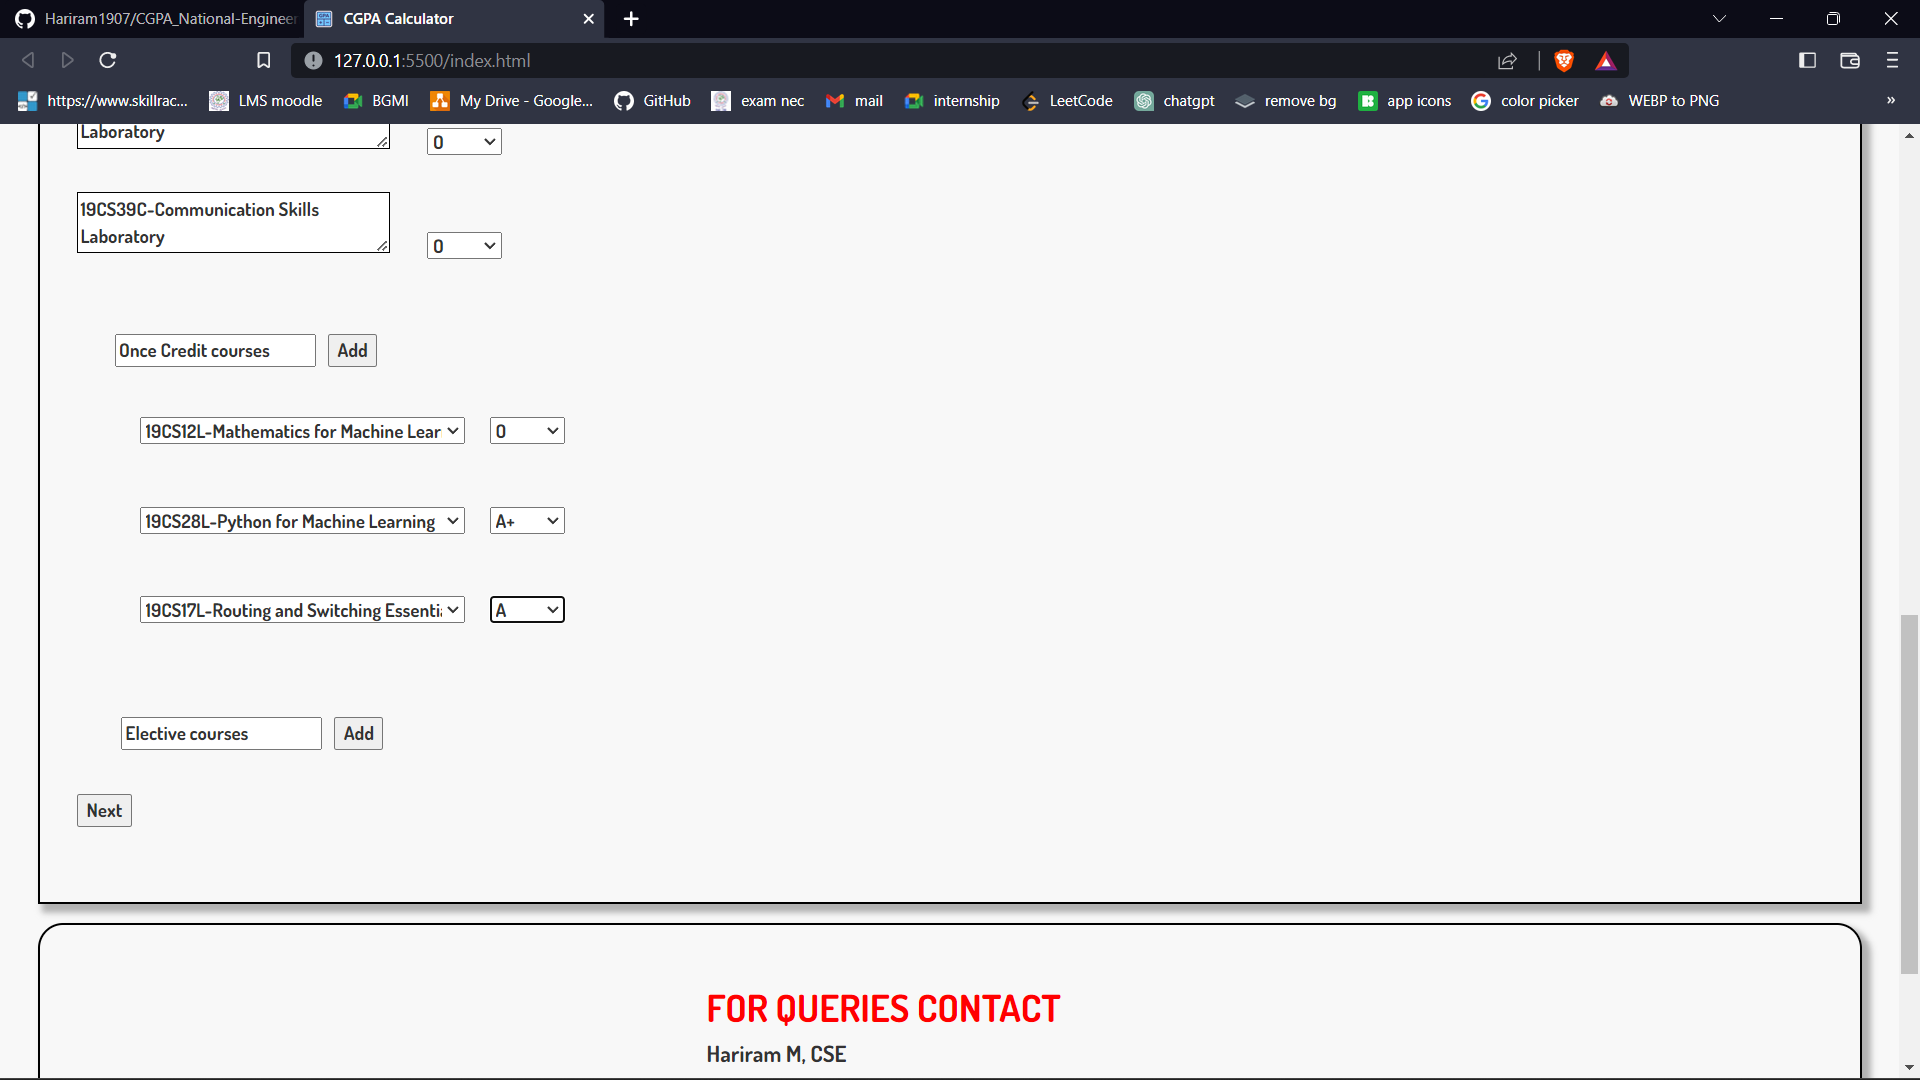 Hariram1907/CGPA_National-Engineer
CGPA Calculator
127.0.0.1:5500/index.html
https://www.skillrac...
LMS moodle
BGMI
My Drive - Google...
GitHub
exam nec
mail
internship
LeetCode
chatgpt
remove bg
app icons
color picker
WEBP to PNG
»
Laboratory
O
19CS39C-Communication Skills
Laboratory
O
Once Credit courses
Add
19CS12L-Mathematics for Machine Lear
O
19CS28L-Python for Machine Learning
A+
19CS17L-Routing and Switching Essenti
A
Elective courses
Add
Next
FOR QUERIES CONTACT
Hariram M, CSE